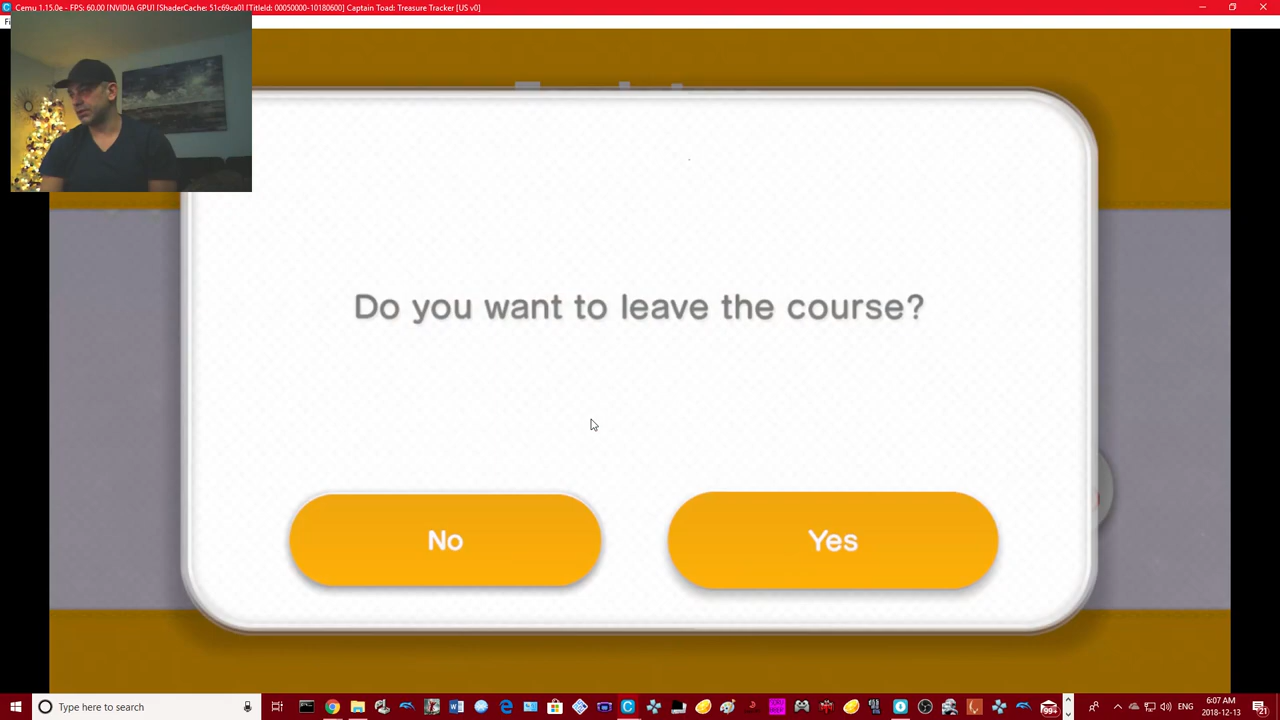 Cemu 1.15.0e - FPS: 60.00 [NVIDIA GPU] [ShaderCache: 51c69ca0] [TitleId: 00050000-10180600] Captain Toad: Treasure Tracker [US v0]
Do you want to leave the course?
No
Yes
Type here to search
99+
ENG
6:07 AM
2018-12-13
21